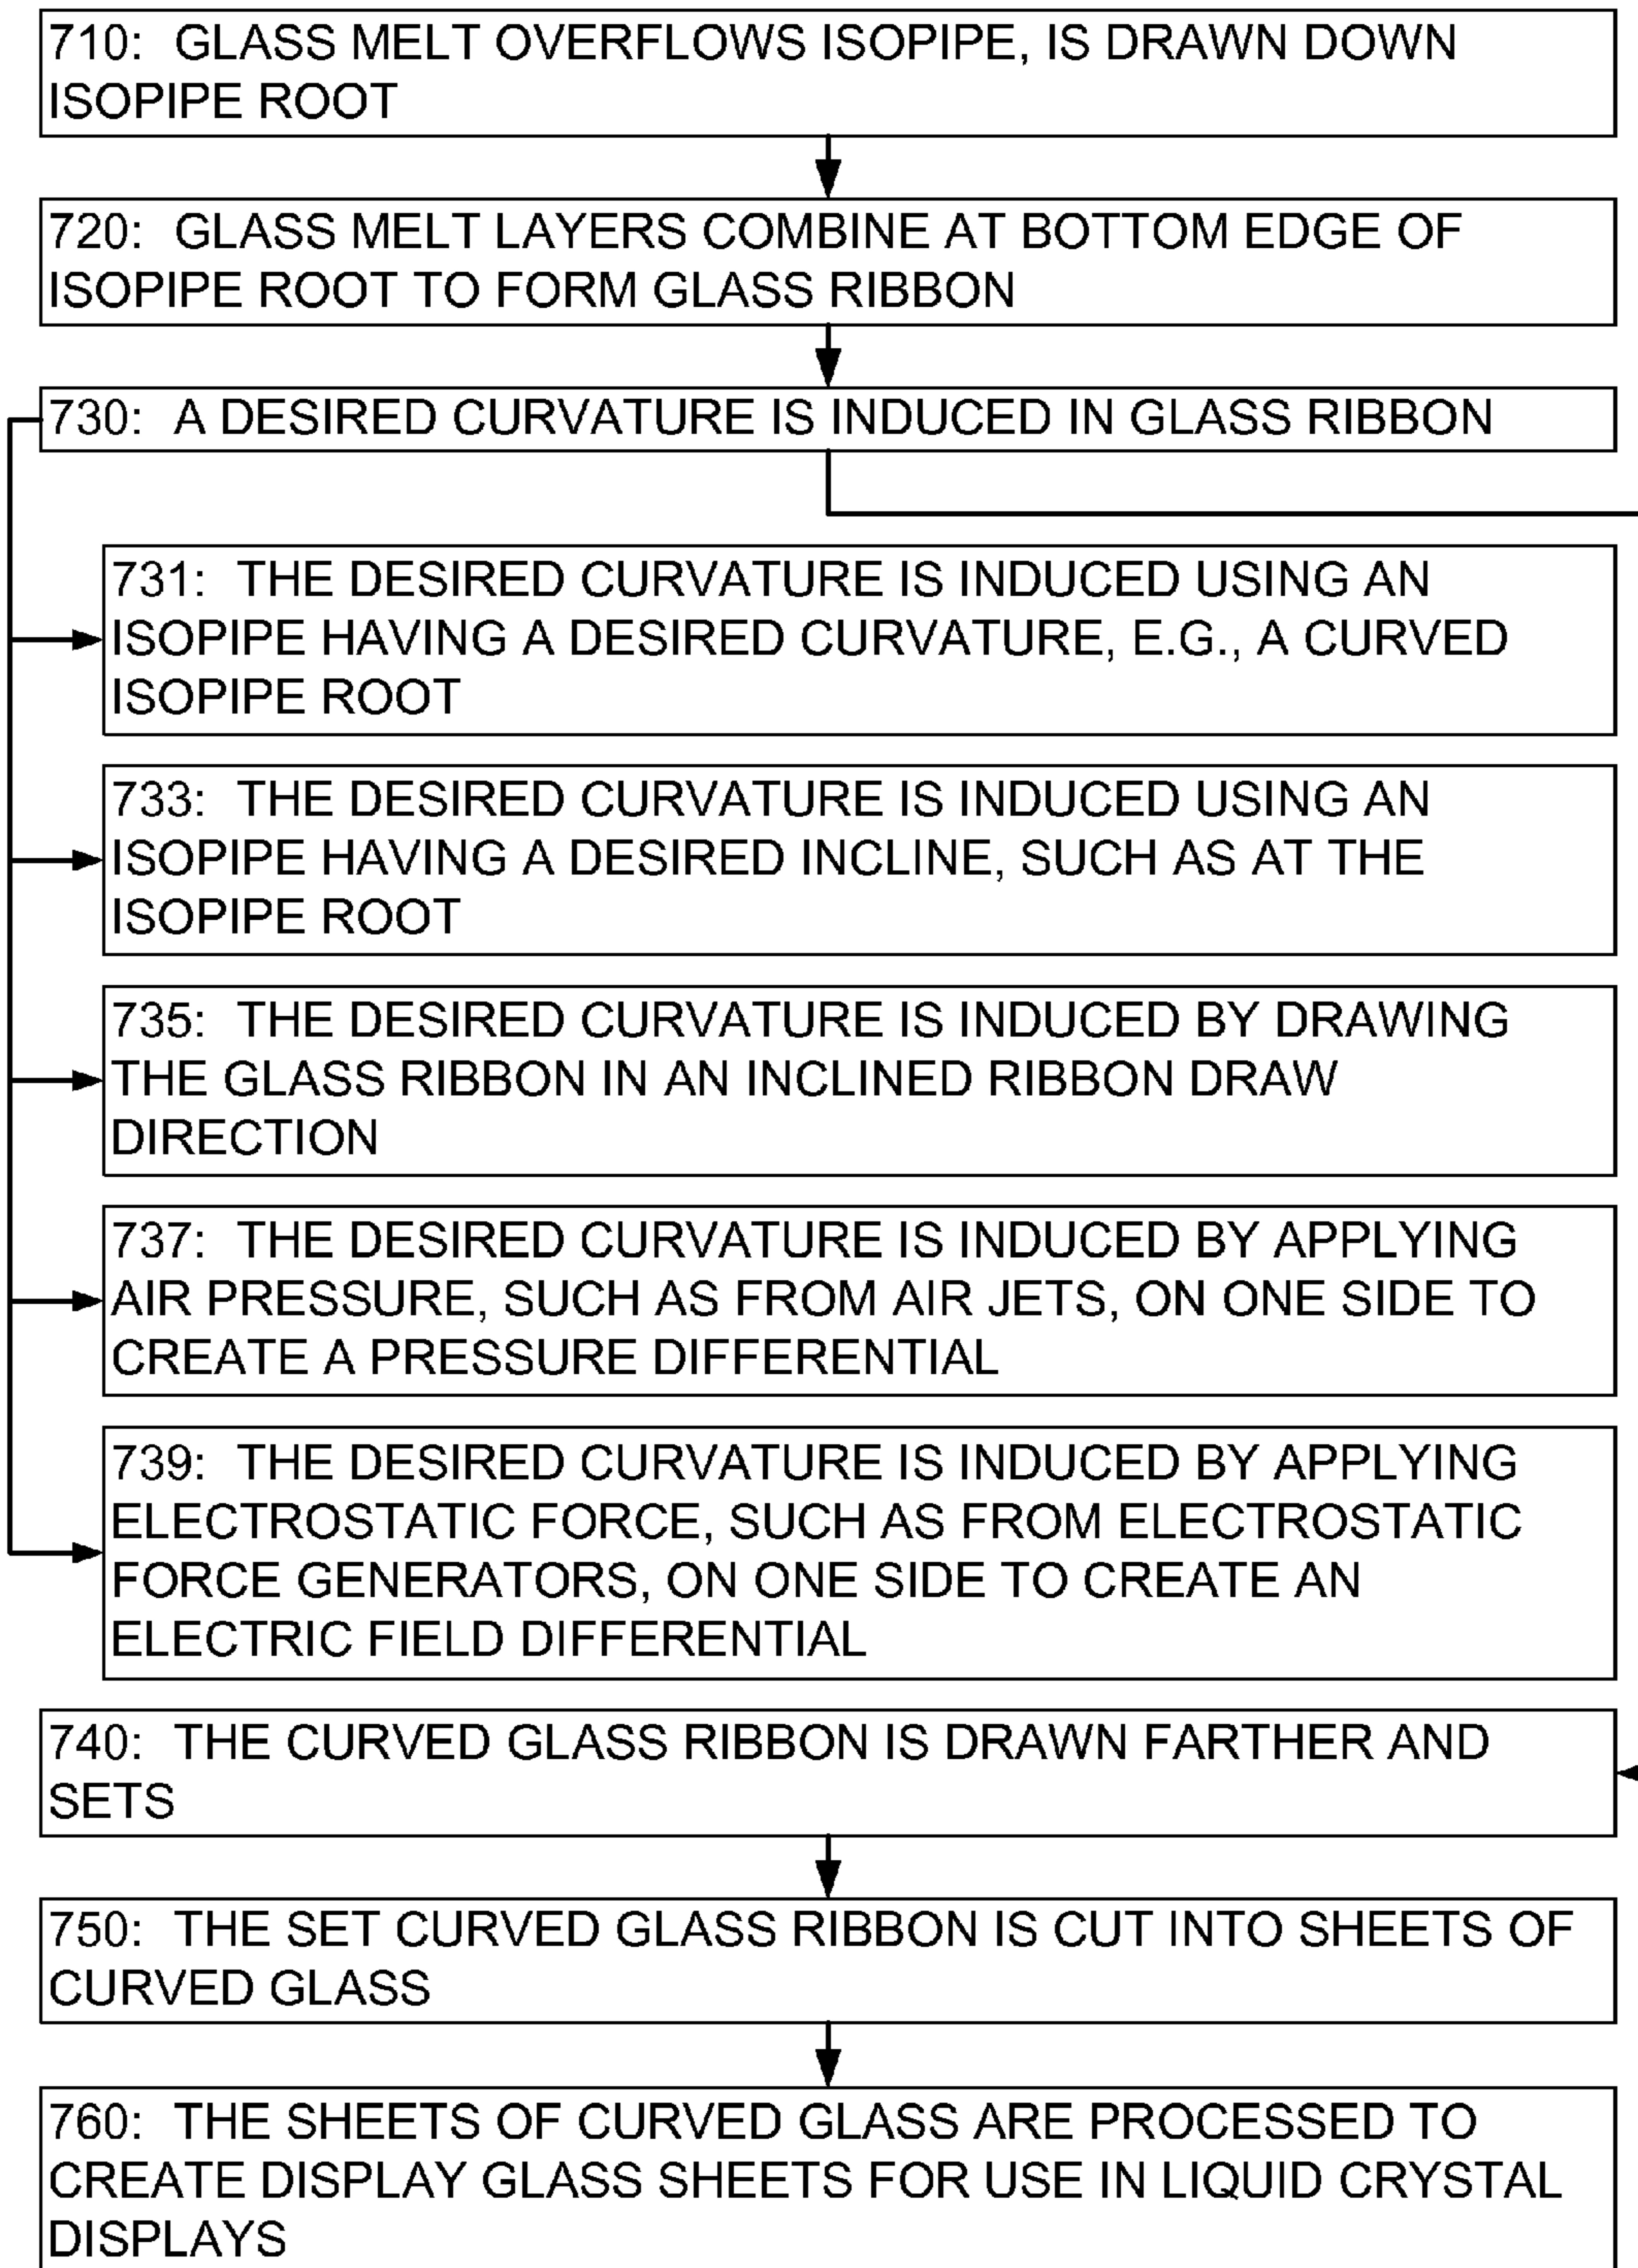 710: GLASS MELT OVERFLOWS ISOPIPE, IS DRAWN DOWN
ISOPIPE ROOT
720: GLASS MELT LAYERS COMBINE AT BOTTOM EDGE OF
ISOPIPE ROOT TO FORM GLASS RIBBON
730: A DESIRED CURVATURE IS INDUCED IN GLASS RIBBON
731: THE DESIRED CURVATURE IS INDUCED USING AN
ISOPIPE HAVING A DESIRED CURVATURE, E.G., A CURVED
ISOPIPE ROOT
733: THE DESIRED CURVATURE IS INDUCED USING AN
ISOPIPE HAVING A DESIRED INCLINE, SUCH AS AT THE
ISOPIPE ROOT
735: THE DESIRED CURVATURE IS INDUCED BY DRAWING
THE GLASS RIBBON IN AN INCLINED RIBBON DRAW
DIRECTION
737: THE DESIRED CURVATURE IS INDUCED BY APPLYING
AIR PRESSURE, SUCH AS FROM AIR JETS, ON ONE SIDE TO
CREATE A PRESSURE DIFFERENTIAL
739: THE DESIRED CURVATURE IS INDUCED BY APPLYING
ELECTROSTATIC FORCE, SUCH AS FROM ELECTROSTATIC
FORCE GENERATORS, ON ONE SIDE TO CREATE AN
ELECTRIC FIELD DIFFERENTIAL
740: THE CURVED GLASS RIBBON IS DRAWN FARTHER AND
SETS
750: THE SET CURVED GLASS RIBBON IS CUT INTO SHEETS OF
CURVED GLASS
760: THE SHEETS OF CURVED GLASS ARE PROCESSED TO
CREATE DISPLAY GLASS SHEETS FOR USE IN LIQUID CRYSTAL
DISPLAYS